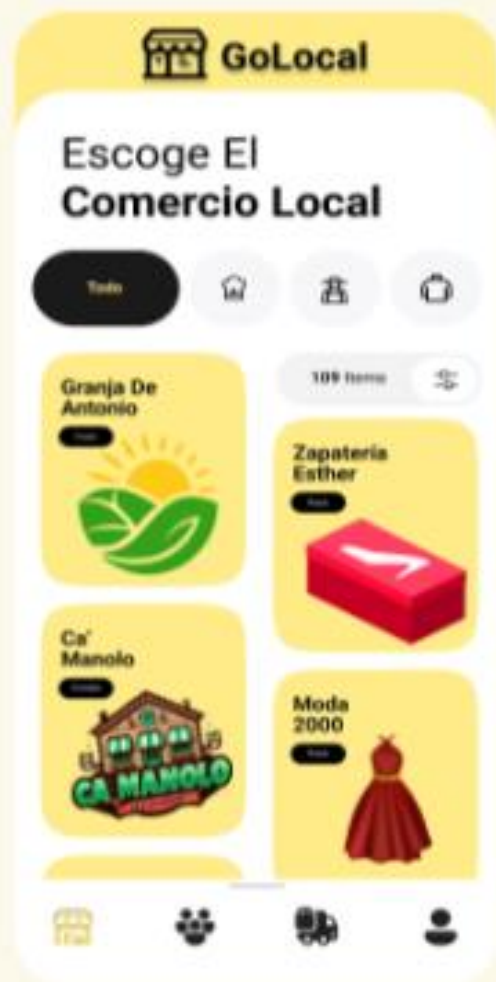 GoLocal
Escoge El
Comercio Local
Todo
109 Items
Granja De
Antonio
Zapatería
Esther
Ca'
Manolo
CA MANOLO
Moda
2000